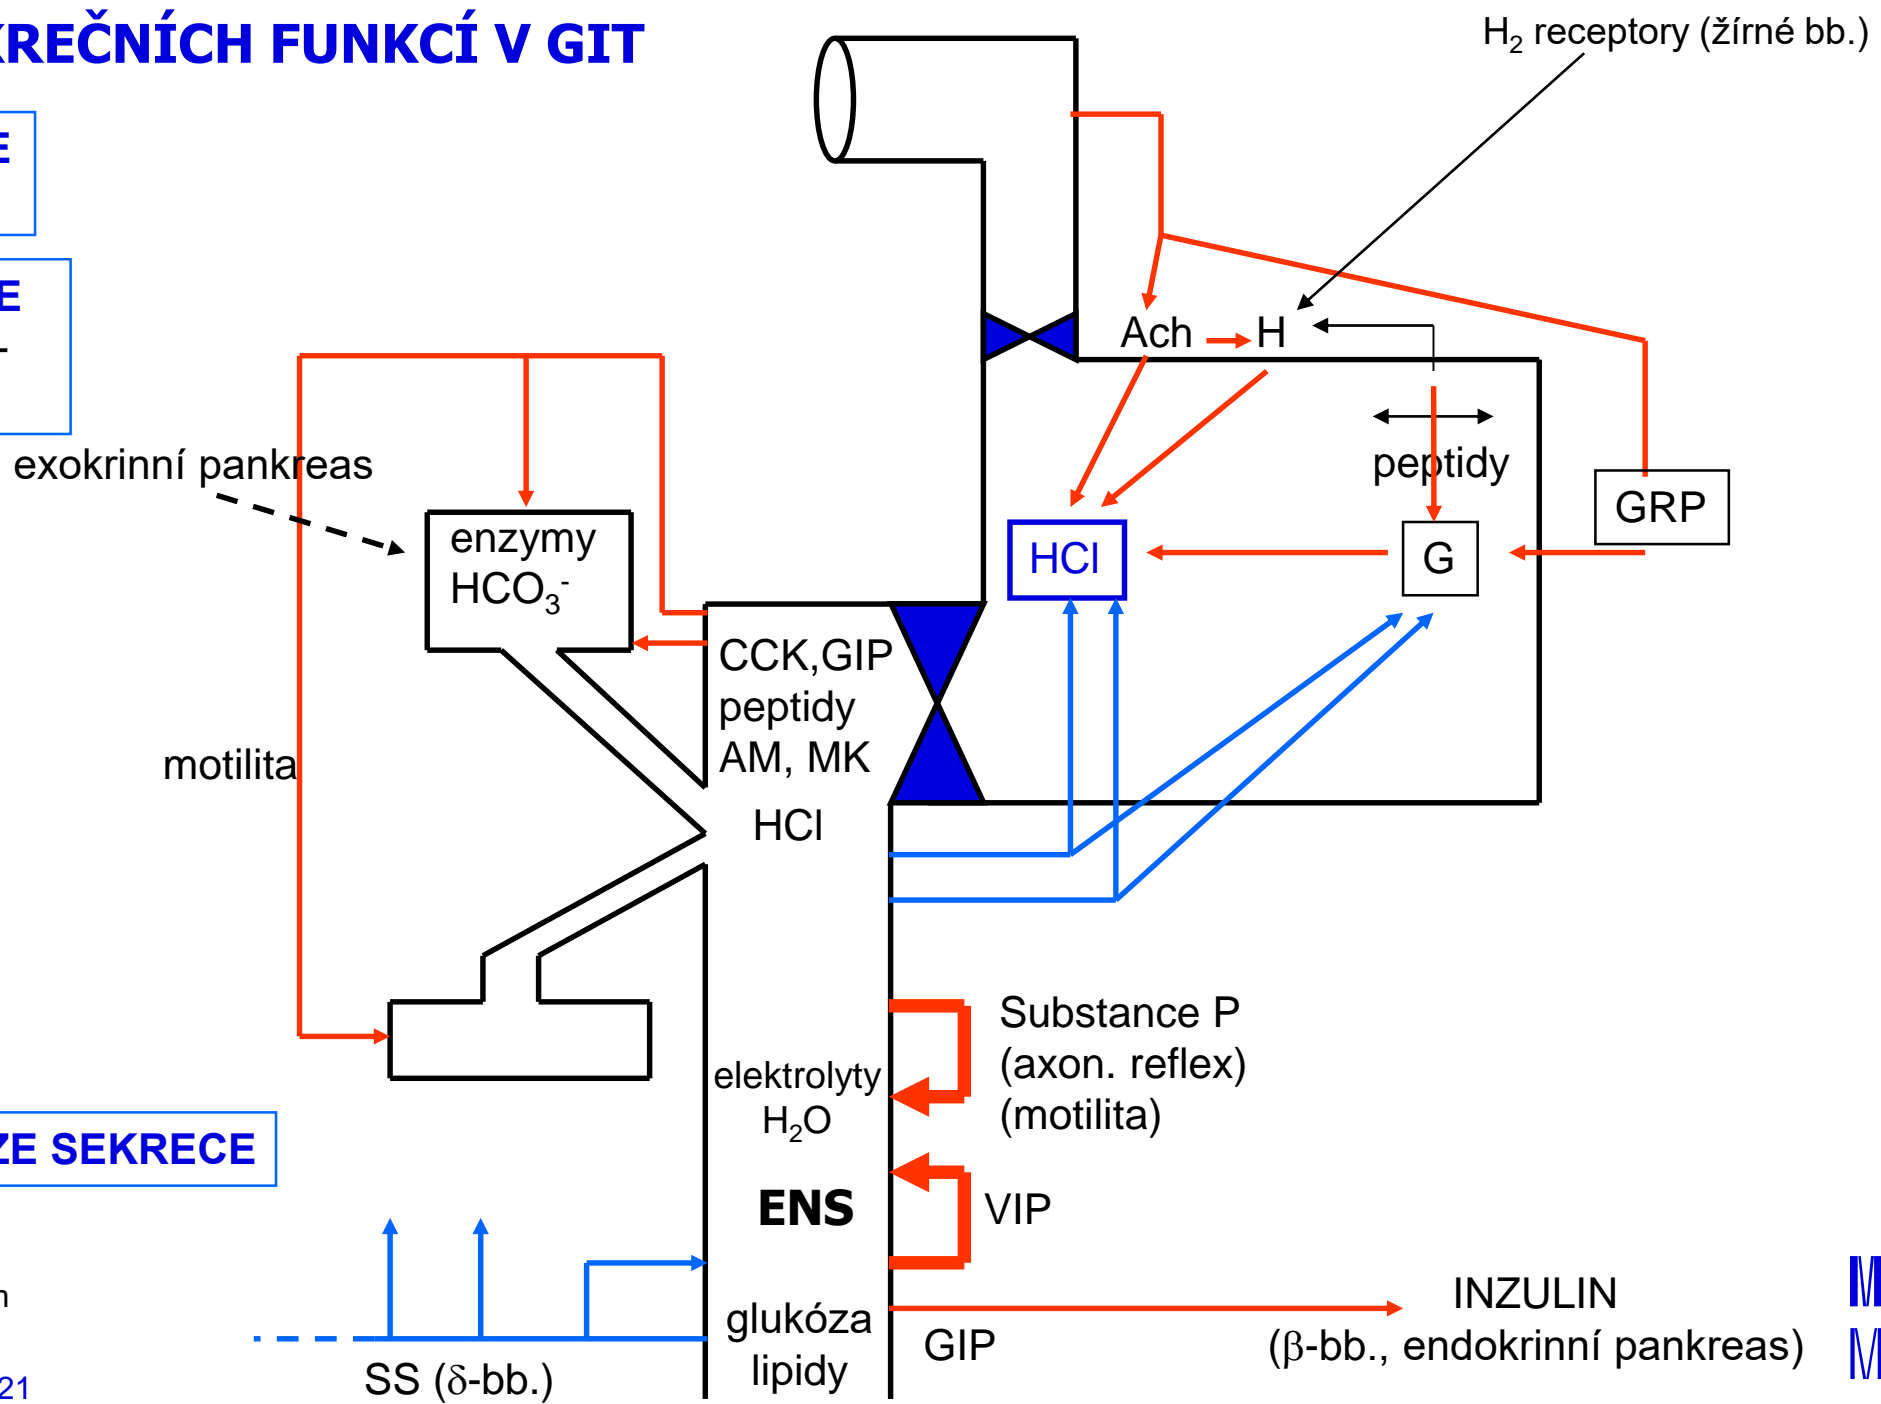 KREČNÍCH FUNKCÍ V GIT
H₂ receptory (žírné bb.)
E
E
-
Ach
H
exokrinní pankreas
peptidy
GRP
enzymy
HCO₃⁻
HCl
G
CCK,GIP
peptidy
AM, MK
HCl
motilita
Substance P
(axon. reflex)
(motilita)
elektrolyty
H₂O
ZE SEKRECE
ENS
VIP
INZULIN
(β-bb., endokrinní pankreas)
glukóza
lipidy
GIP
SS (δ-bb.)
21